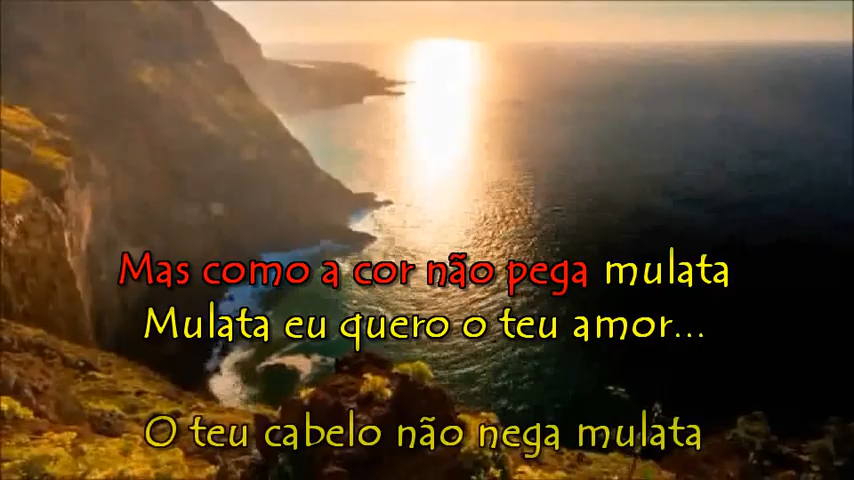 Mas como a cor não pega mulata
Mulata eu quero o teu amor...
O teu cabelo não nega mulata